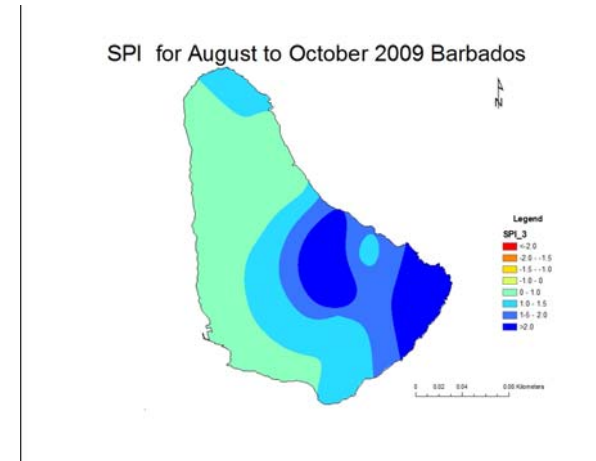 SPI for August to October 2009 Barbados
N
Legend
SPI_3
<-2.0
-2.0 - -1.5
-1.5 - -1.0
-1.0 - 0
0 - 1.0
1.0 - 1.5
1-5 - 2.0
>2.0
0 0.02 0.04 0.08 Kilometers